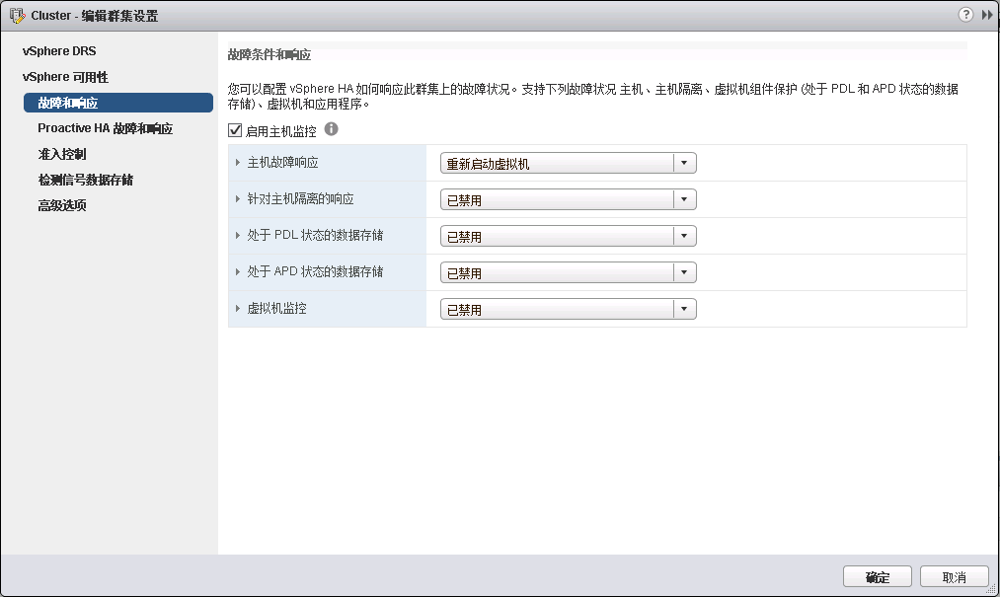 Cluster - 编辑群集设置
vSphere DRS
vSphere 可用性
故障和响应
Proactive HA 故障和响应
准入控制
检测信号数据存储
高级选项
故障条件和响应
您可以配置 vSphere HA 如何响应此群集上的故障状况。支持下列故障状况 主机、主机隔离、虚拟机组件保护 (处于 PDL 和 APD 状态的数据
存储)、虚拟机和应用程序。
启用主机监控
主机故障响应 重新启动虚拟机
针对主机隔离的响应 已禁用
处于 PDL 状态的数据存储 已禁用
处于 APD 状态的数据存储 已禁用
虚拟机监控 已禁用
确定 取消